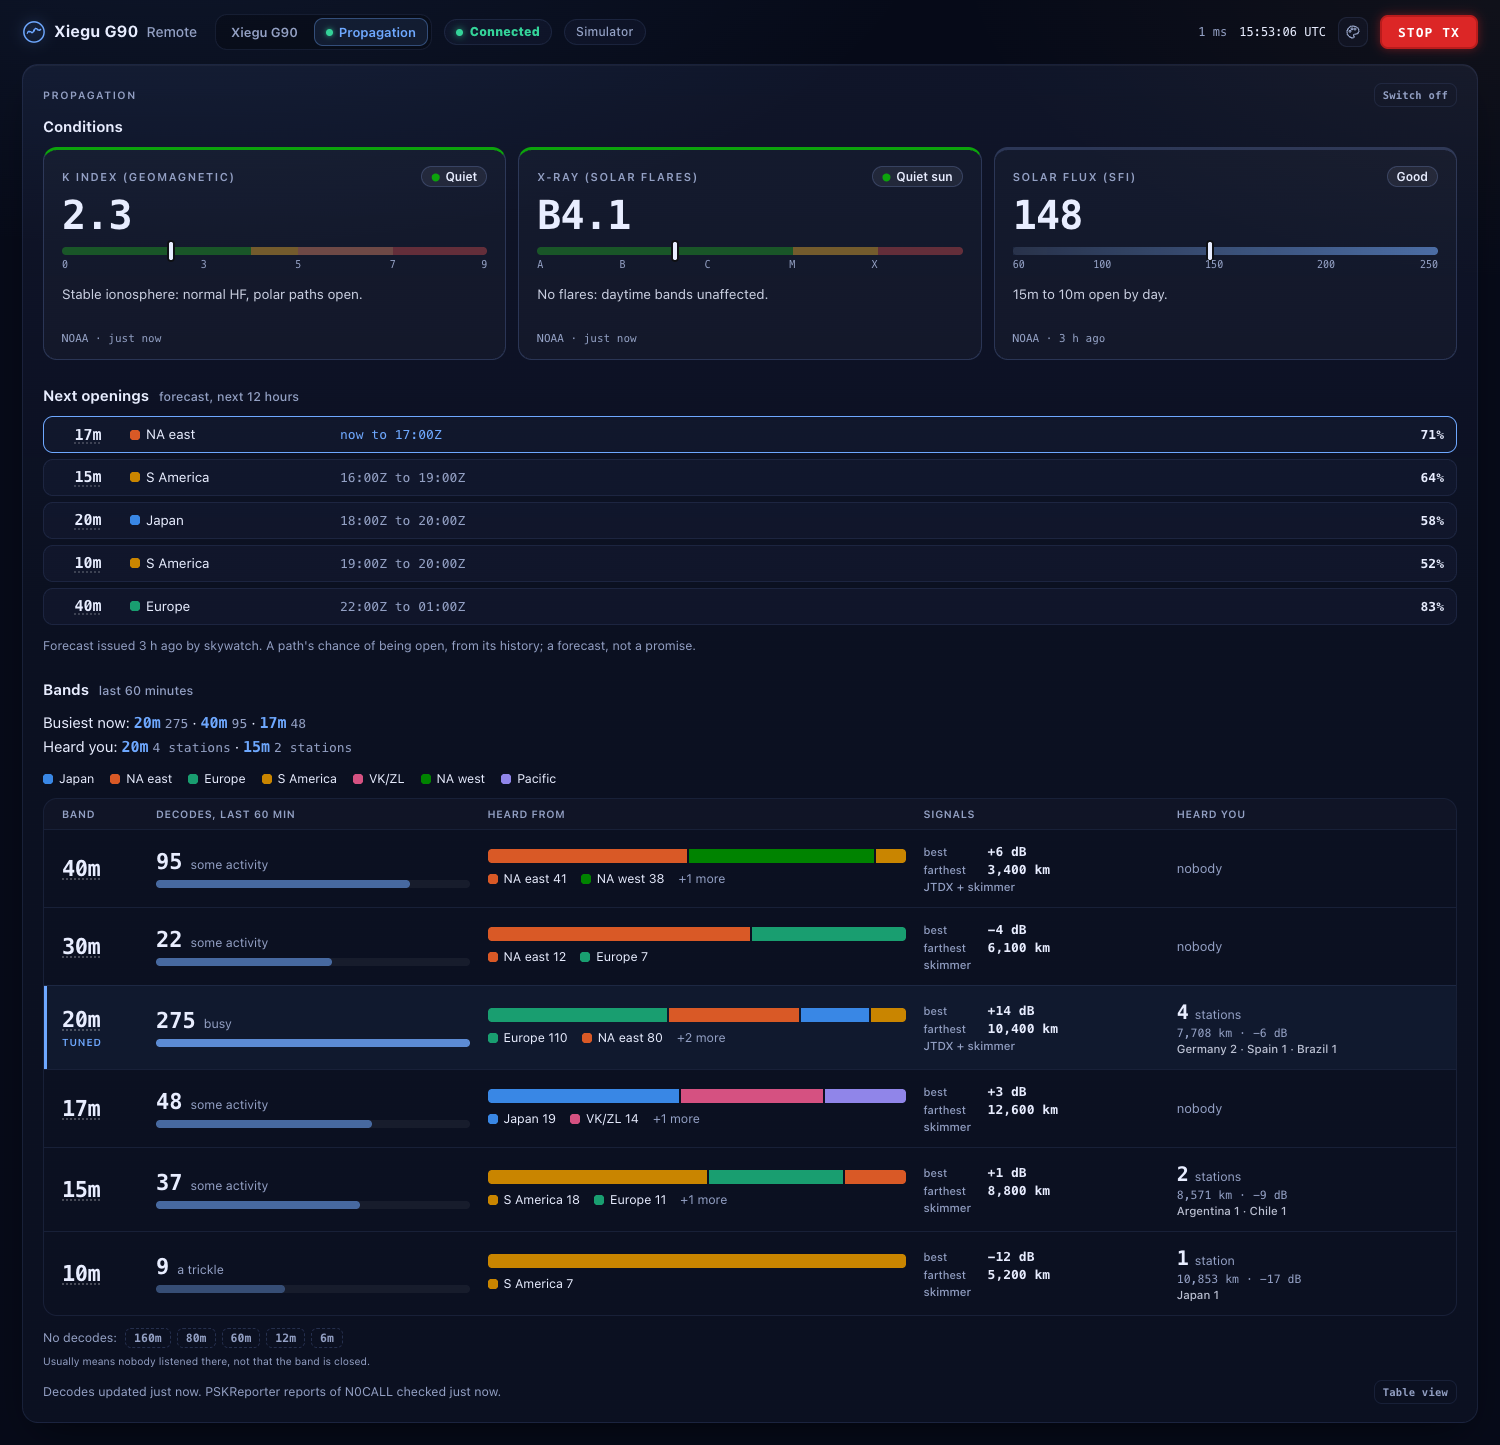 Xiegu G90 Remote Xiegu G90 Propagation Connected Simulator 1 ms 15:53:06 UTC STOP TX
PROPAGATION Switch off
Conditions
K INDEX (GEOMAGNETIC) Quiet
2.3
0 3 5 7 9
Stable ionosphere: normal HF, polar paths open.
NOAA · just now
X-RAY (SOLAR FLARES) Quiet sun
B4.1
A B C M X
No flares: daytime bands unaffected.
NOAA · just now
SOLAR FLUX (SFI) Good
148
60 100 150 200 250
15m to 10m open by day.
NOAA · 3 h ago
Next openings forecast, next 12 hours
17m NA east now to 17:00Z 71%
15m S America 16:00Z to 19:00Z 64%
20m Japan 18:00Z to 20:00Z 58%
10m S America 19:00Z to 20:00Z 52%
40m Europe 22:00Z to 01:00Z 83%
Forecast issued 3 h ago by skywatch. A path's chance of being open, from its history; a forecast, not a promise.
Bands last 60 minutes
Busiest now: 20m 275 · 40m 95 · 17m 48
Heard you: 20m 4 stations · 15m 2 stations
Japan NA east Europe S America VK/ZL NA west Pacific
BAND DECODES, LAST 60 MIN HEARD FROM SIGNALS HEARD YOU
40m
95 some activity
NA east 41 NA west 38 +1 more
best +6 dB
farthest 3,400 km
JTDX + skimmer
nobody
30m
22 some activity
NA east 12 Europe 7
best −4 dB
farthest 6,100 km
skimmer
nobody
20m
TUNED
275 busy
Europe 110 NA east 80 +2 more
best +14 dB
farthest 10,400 km
JTDX + skimmer
4 stations
7,708 km · −6 dB
Germany 2 · Spain 1 · Brazil 1
17m
48 some activity
Japan 19 VK/ZL 14 +1 more
best +3 dB
farthest 12,600 km
skimmer
nobody
15m
37 some activity
S America 18 Europe 11 +1 more
best +1 dB
farthest 8,800 km
skimmer
2 stations
8,571 km · −9 dB
Argentina 1 · Chile 1
10m
9 a trickle
S America 7
best −12 dB
farthest 5,200 km
skimmer
1 station
10,853 km · −17 dB
Japan 1
No decodes: 160m 80m 60m 12m 6m
Usually means nobody listened there, not that the band is closed.
Decodes updated just now. PSKReporter reports of N0CALL checked just now. Table view